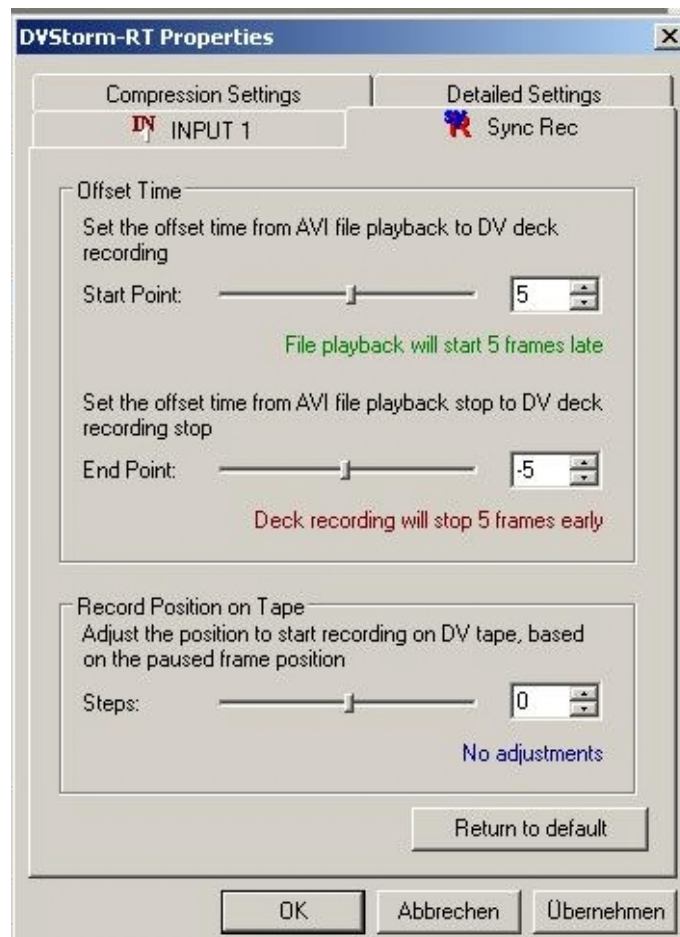 DVStorm-RT Properties
Compression Settings
Detailed Settings
IN INPUT 1
Sync Rec
Offset Time
Set the offset time from AVI file playback to DV deck
recording
Start Point:
5
File playback will start 5 frames late
Set the offset time from AVI file playback stop to DV deck
recording stop
End Point:
-5
Deck recording will stop 5 frames early
Record Position on Tape
Adjust the position to start recording on DV tape, based
on the paused frame position
Steps:
0
No adjustments
Return to default
OK
Abbrechen
Übernehmen